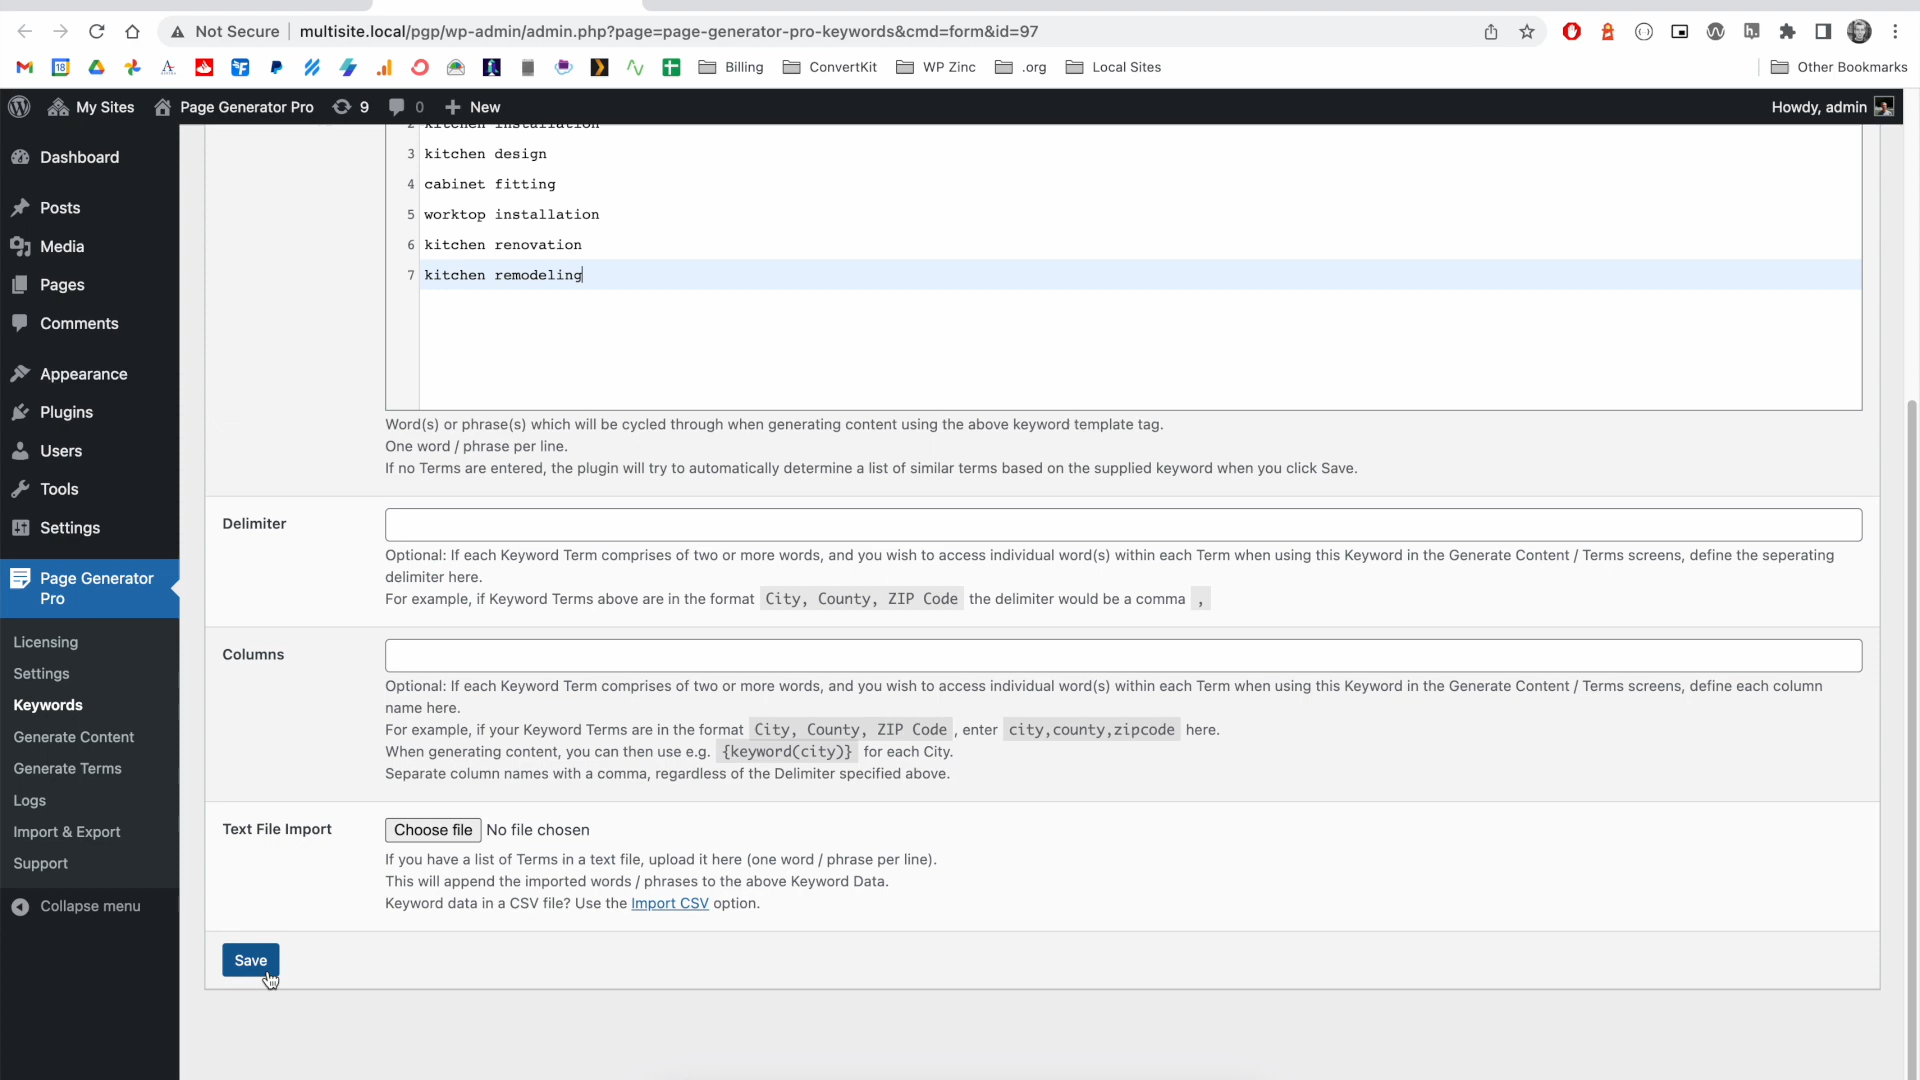 Not Secure multisite.local/pgp/wp-admin/admin.php?page=page-generator-pro-keywords&cmd=form&id=97
Billing ConvertKit WP Zinc .org Local Sites Other Bookmarks
My Sites Page Generator Pro 9 0 New Howdy, admin
Dashboard
Posts
Media
Pages
Comments
Appearance
Plugins
Users
Tools
Settings
Page Generator
Pro
Licensing
Settings
Keywords
Generate Content
Generate Terms
Logs
Import & Export
Support
Collapse menu
2 kitchen installation
3 kitchen design
4 cabinet fitting
5 worktop installation
6 kitchen renovation
7 kitchen remodeling
Word(s) or phrase(s) which will be cycled through when generating content using the above keyword template tag.
One word / phrase per line.
If no Terms are entered, the plugin will try to automatically determine a list of similar terms based on the supplied keyword when you click Save.
Delimiter
Optional: If each Keyword Term comprises of two or more words, and you wish to access individual word(s) within each Term when using this Keyword in the Generate Content / Terms screens, define the seperating
delimiter here.
For example, if Keyword Terms above are in the format City, County, ZIP Code the delimiter would be a comma ,
Columns
Optional: If each Keyword Term comprises of two or more words, and you wish to access individual word(s) within each Term when using this Keyword in the Generate Content / Terms screens, define each column
name here.
For example, if your Keyword Terms are in the format City, County, ZIP Code , enter city,county,zipcode here.
When generating content, you can then use e.g. {keyword(city)} for each City.
Separate column names with a comma, regardless of the Delimiter specified above.
Text File Import
Choose file No file chosen
If you have a list of Terms in a text file, upload it here (one word / phrase per line).
This will append the imported words / phrases to the above Keyword Data.
Keyword data in a CSV file? Use the Import CSV option.
Save